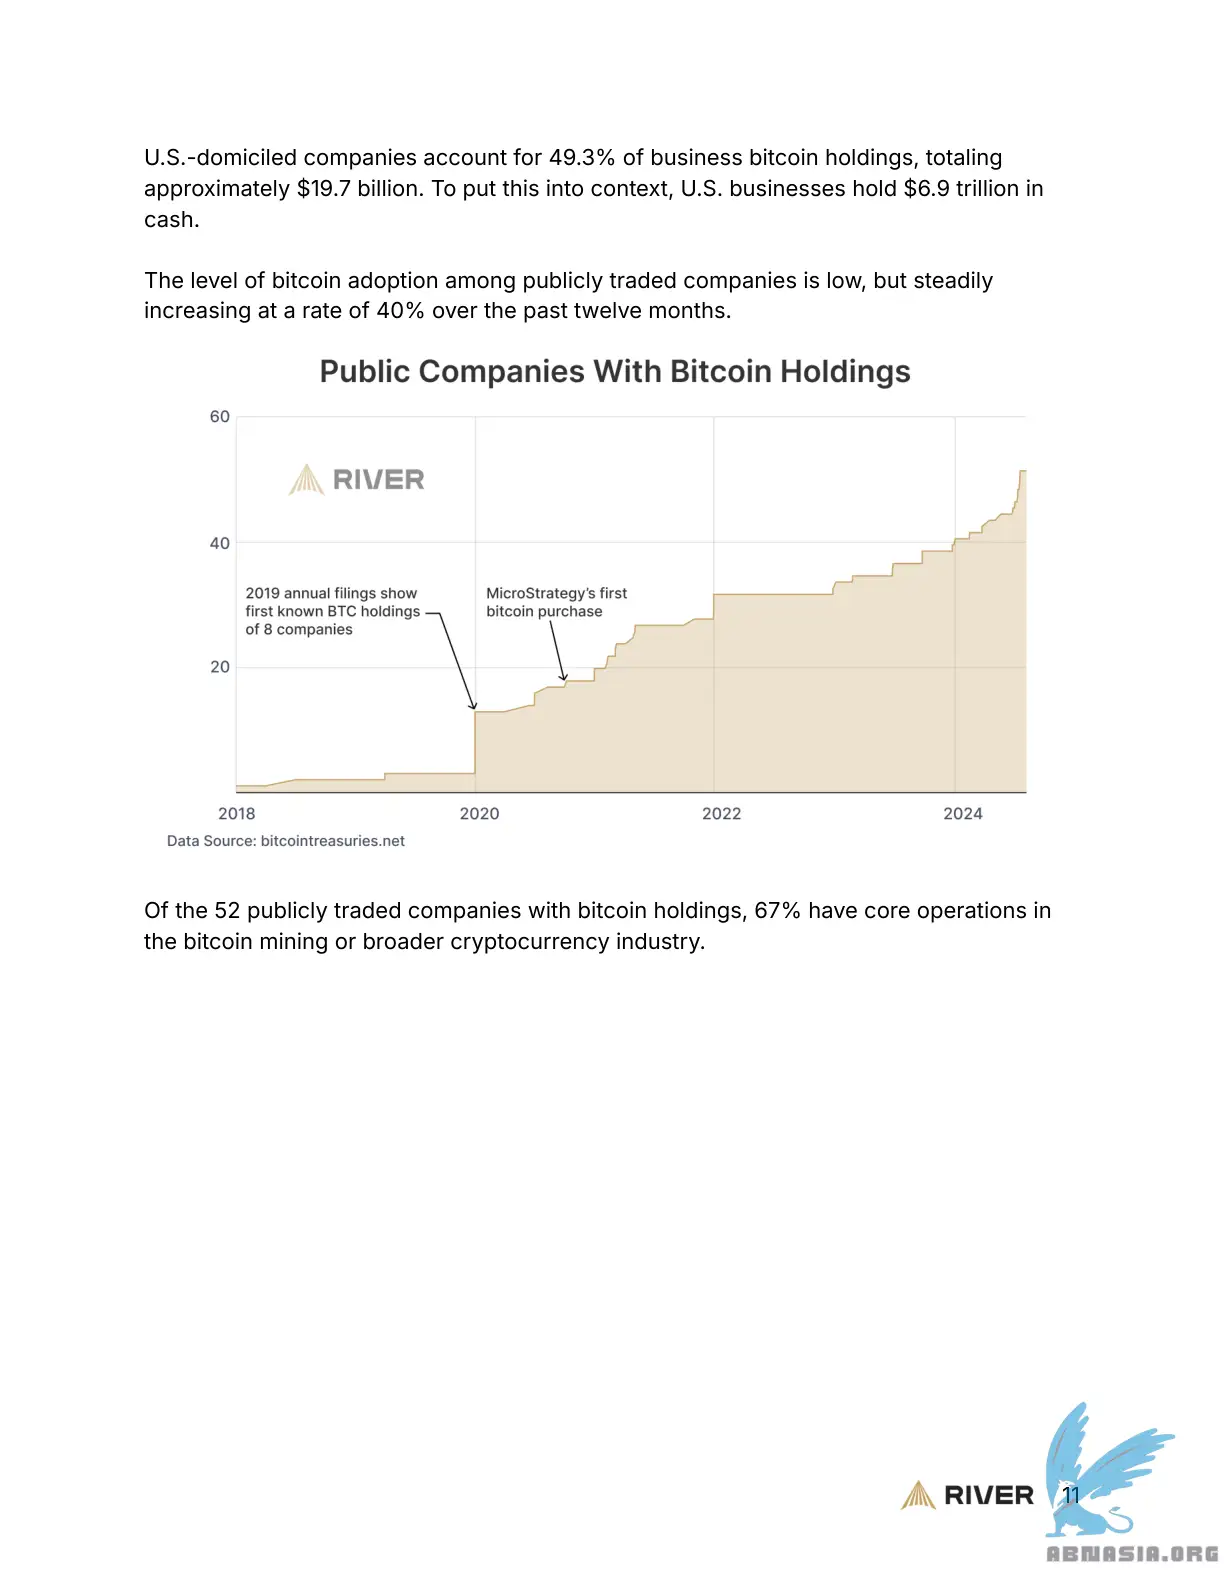 U.S.-domiciled companies account for 49.3% of business bitcoin holdings, totaling
approximately $19.7 billion. To put this into context, U.S. businesses hold $6.9 trillion in
cash.
The level of bitcoin adoption among publicly traded companies is low, but steadily
increasing at a rate of 40% over the past twelve months.
Public Companies With Bitcoin Holdings
60
RIVER
40
2019 annual filings show
first known BTC holdings
of 8 companies
MicroStrategy's first
bitcoin purchase
20
2018
2020
2022
2024
Data Source: bitcointreasuries.net
Of the 52 publicly traded companies with bitcoin holdings, 67% have core operations in
the bitcoin mining or broader cryptocurrency industry.
RIVER
11
ABNASIA.ORG